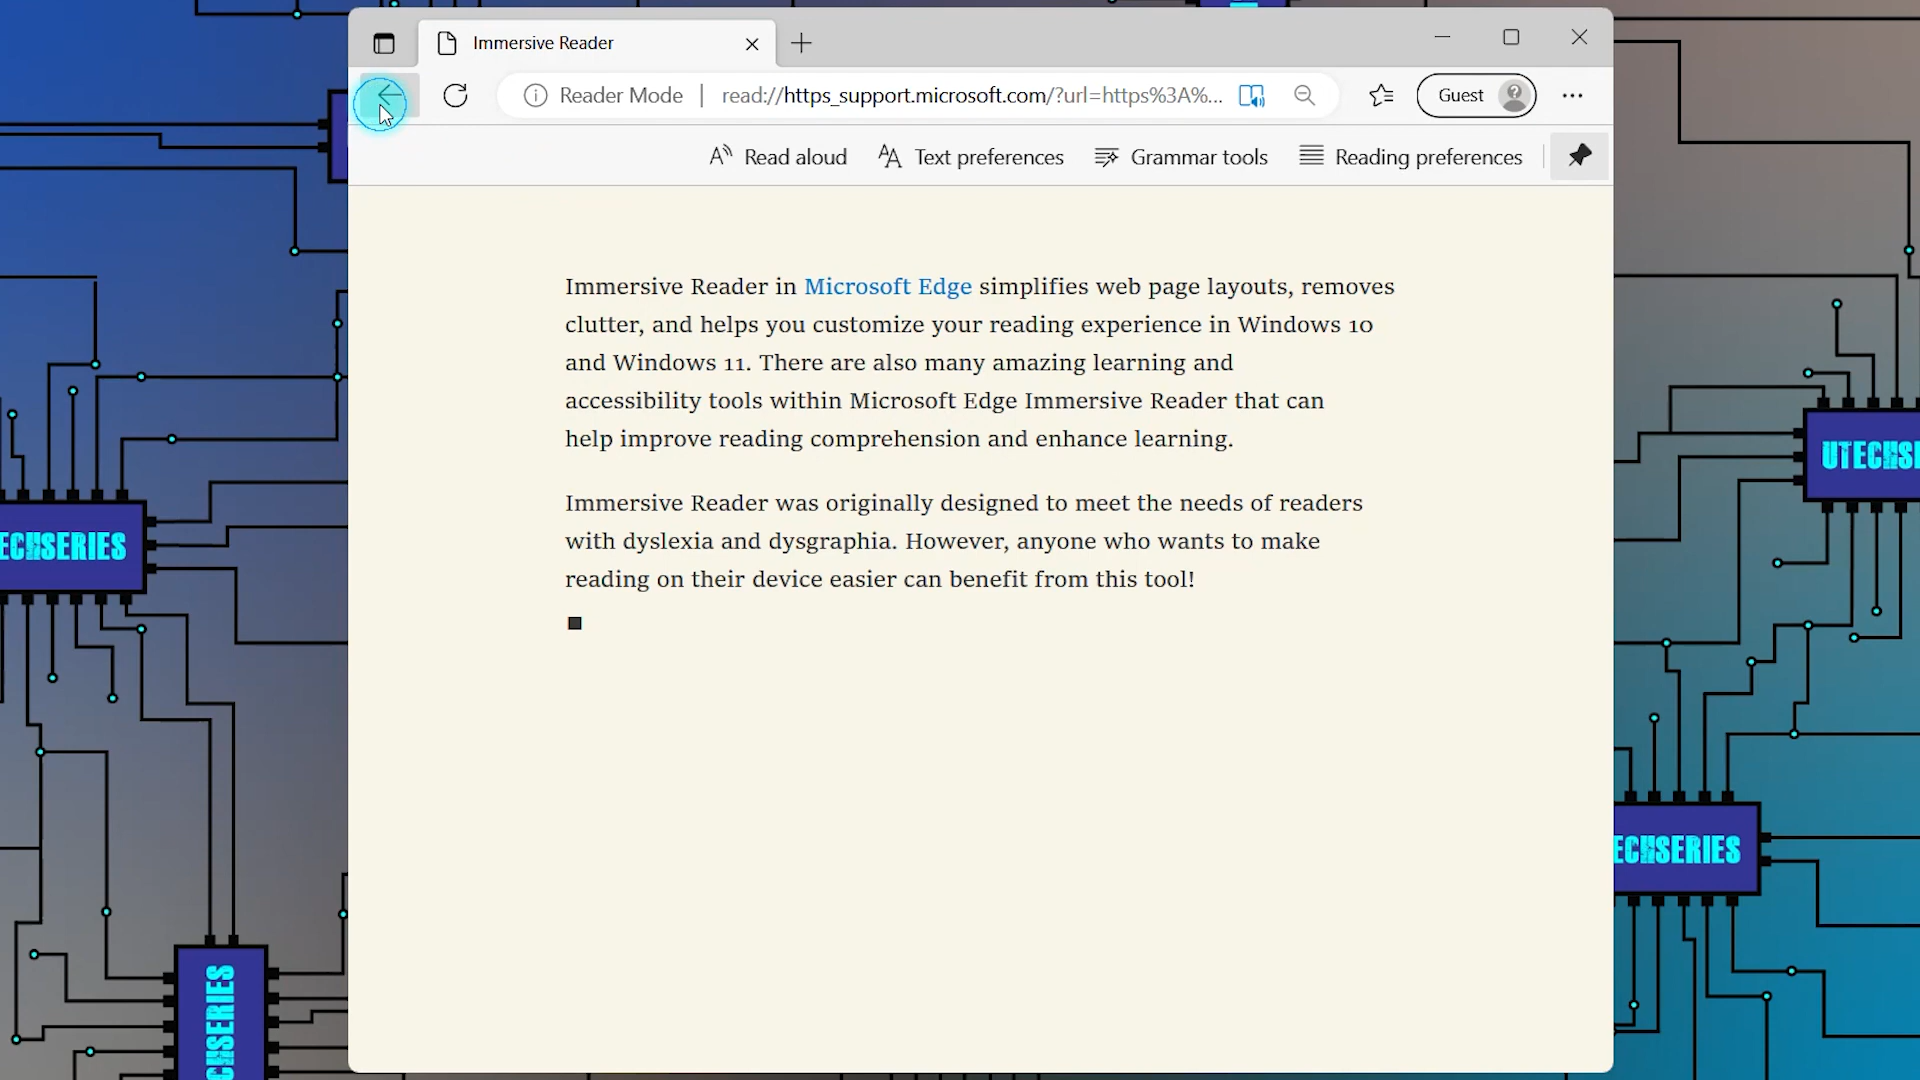 Immersive Reader
Reader Mode | read://https_support.microsoft.com/?url=https%3A%...
Guest
Read aloud
Text preferences
Grammar tools
Reading preferences
Immersive Reader in Microsoft Edge simplifies web page layouts, removes
clutter, and helps you customize your reading experience in Windows 10
and Windows 11. There are also many amazing learning and
accessibility tools within Microsoft Edge Immersive Reader that can
help improve reading comprehension and enhance learning.
Immersive Reader was originally designed to meet the needs of readers
with dyslexia and dysgraphia. However, anyone who wants to make
reading on their device easier can benefit from this tool!
UTECHSE
ECHSERIES
ECHSERIES
CHSERIES